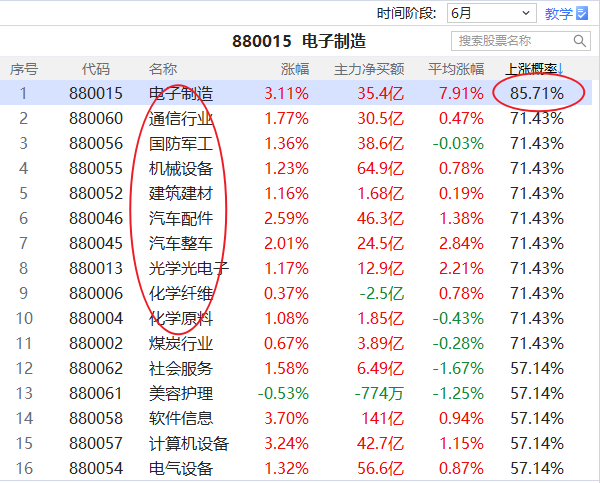 时间阶段: 6月 教学
880015 电子制造 搜索股票名称
序号 代码 名称 涨幅 主力净买额 平均涨幅 上涨概率↓
1 880015 电子制造 3.11% 35.4亿 7.91% 85.71%
2 880060 通信行业 1.77% 30.5亿 0.47% 71.43%
3 880056 国防军工 1.36% 38.6亿 -0.03% 71.43%
4 880055 机械设备 1.23% 64.9亿 0.78% 71.43%
5 880052 建筑建材 1.16% 1.68亿 0.19% 71.43%
6 880046 汽车配件 2.59% 46.3亿 1.38% 71.43%
7 880045 汽车整车 2.01% 24.5亿 2.84% 71.43%
8 880013 光学光电子 1.17% 12.9亿 2.21% 71.43%
9 880006 化学纤维 0.37% -2.5亿 0.78% 71.43%
10 880004 化学原料 1.08% 1.85亿 -0.43% 71.43%
11 880002 煤炭行业 0.67% 3.89亿 -0.28% 71.43%
12 880062 社会服务 1.58% 6.49亿 -1.67% 57.14%
13 880061 美容护理 -0.53% -774万 -1.25% 57.14%
14 880058 软件信息 3.70% 141亿 0.94% 57.14%
15 880057 计算机设备 3.24% 42.7亿 1.15% 57.14%
16 880054 电气设备 1.32% 56.6亿 0.87% 57.14%